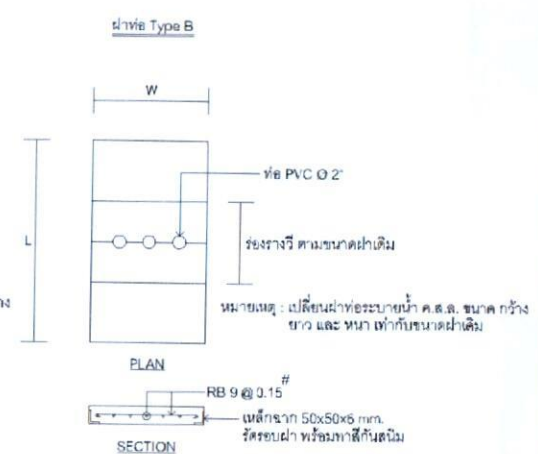 ฝาท่อ Type B
W
ท่อ PVC Ø 2"
L
ร่องรางวี ตามขนาดฝาเดิม
หมายเหตุ : เปลี่ยนฝาท่อระบายน้ำ ค.ส.ล. ขนาด กว้าง
ยาว และ หนา เท่ากับขนาดฝาเดิม
PLAN
RB 9 @ 0.15 #
เหล็กฉาก 50x50x6 mm.
รัดรอบฝา พร้อมทาสีกันสนิม
SECTION